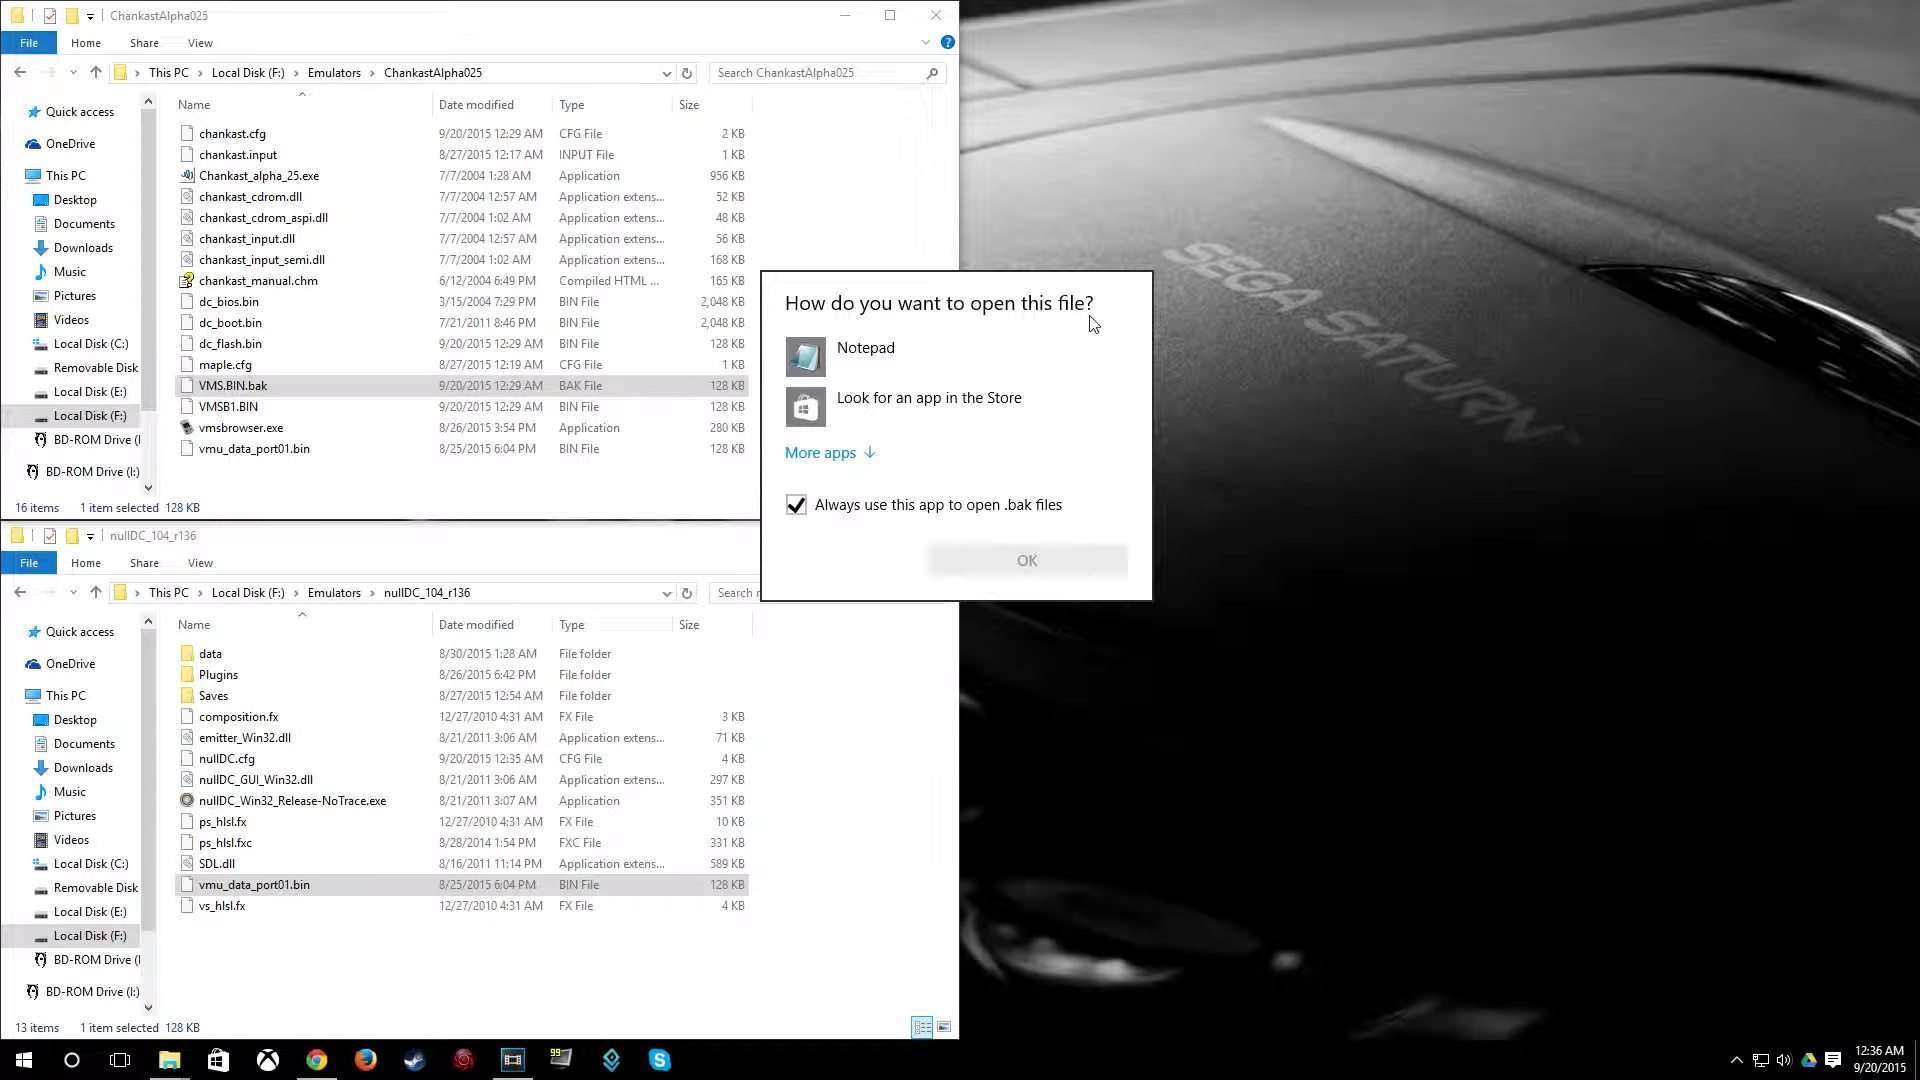 ChankastAlpha025
File Home Share View
This PC Local Disk (F:) Emulators ChankastAlpha025 Search ChankastAlpha025
Name Date modified Type Size
chankast.cfg 9/20/2015 12:29 AM CFG File 2 KB
chankast.input 8/27/2015 12:17 AM INPUT File 1 KB
Chankast_alpha_25.exe 7/7/2004 1:28 AM Application 956 KB
chankast_cdrom.dll 7/7/2004 12:57 AM Application extens... 52 KB
chankast_cdrom_aspi.dll 7/7/2004 1:02 AM Application extens... 48 KB
chankast_input.dll 7/7/2004 12:57 AM Application extens... 56 KB
chankast_input_semi.dll 7/7/2004 1:02 AM Application extens... 168 KB
chankast_manual.chm 6/12/2004 6:49 PM Compiled HTML ... 165 KB
dc_bios.bin 3/15/2004 7:29 PM BIN File 2,048 KB
dc_boot.bin 7/21/2011 8:46 PM BIN File 2,048 KB
dc_flash.bin 9/20/2015 12:29 AM BIN File 128 KB
maple.cfg 8/27/2015 12:19 AM CFG File 1 KB
VMS.BIN.bak 9/20/2015 12:29 AM BAK File 128 KB
VMSB1.BIN 9/20/2015 12:29 AM BIN File 128 KB
vmsbrowser.exe 8/26/2015 3:54 PM Application 280 KB
vmu_data_port01.bin 8/25/2015 6:04 PM BIN File 128 KB
Quick access
OneDrive
This PC
Desktop
Documents
Downloads
Music
Pictures
Videos
Local Disk (C:)
Removable Disk
Local Disk (E:)
Local Disk (F:)
BD-ROM Drive (
BD-ROM Drive (I:)
16 items 1 item selected 128 KB
How do you want to open this file?
Notepad
Look for an app in the Store
More apps
Always use this app to open .bak files
OK
SEGA SATURN
nullDC_104_r136
File Home Share View
This PC Local Disk (F:) Emulators nullDC_104_r136 Search
Name Date modified Type Size
data 8/30/2015 1:28 AM File folder
Plugins 8/26/2015 6:42 PM File folder
Saves 8/27/2015 12:54 AM File folder
composition.fx 12/27/2010 4:31 AM FX File 3 KB
emitter_Win32.dll 8/21/2011 3:06 AM Application extens... 71 KB
nullDC.cfg 9/20/2015 12:35 AM CFG File 4 KB
nullDC_GUI_Win32.dll 8/21/2011 3:06 AM Application extens... 297 KB
nullDC_Win32_Release-NoTrace.exe 8/21/2011 3:07 AM Application 351 KB
ps_hlsl.fx 12/27/2010 4:31 AM FX File 10 KB
ps_hlsl.fxc 8/28/2014 1:54 PM FXC File 331 KB
SDL.dll 8/16/2011 11:14 PM Application extens... 589 KB
vmu_data_port01.bin 8/25/2015 6:04 PM BIN File 128 KB
vs_hlsl.fx 12/27/2010 4:31 AM FX File 4 KB
Quick access
OneDrive
This PC
Desktop
Documents
Downloads
Music
Pictures
Videos
Local Disk (C:)
Removable Disk
Local Disk (E:)
Local Disk (F:)
BD-ROM Drive (
BD-ROM Drive (I:)
13 items 1 item selected 128 KB
99
12:36 AM
9/20/2015